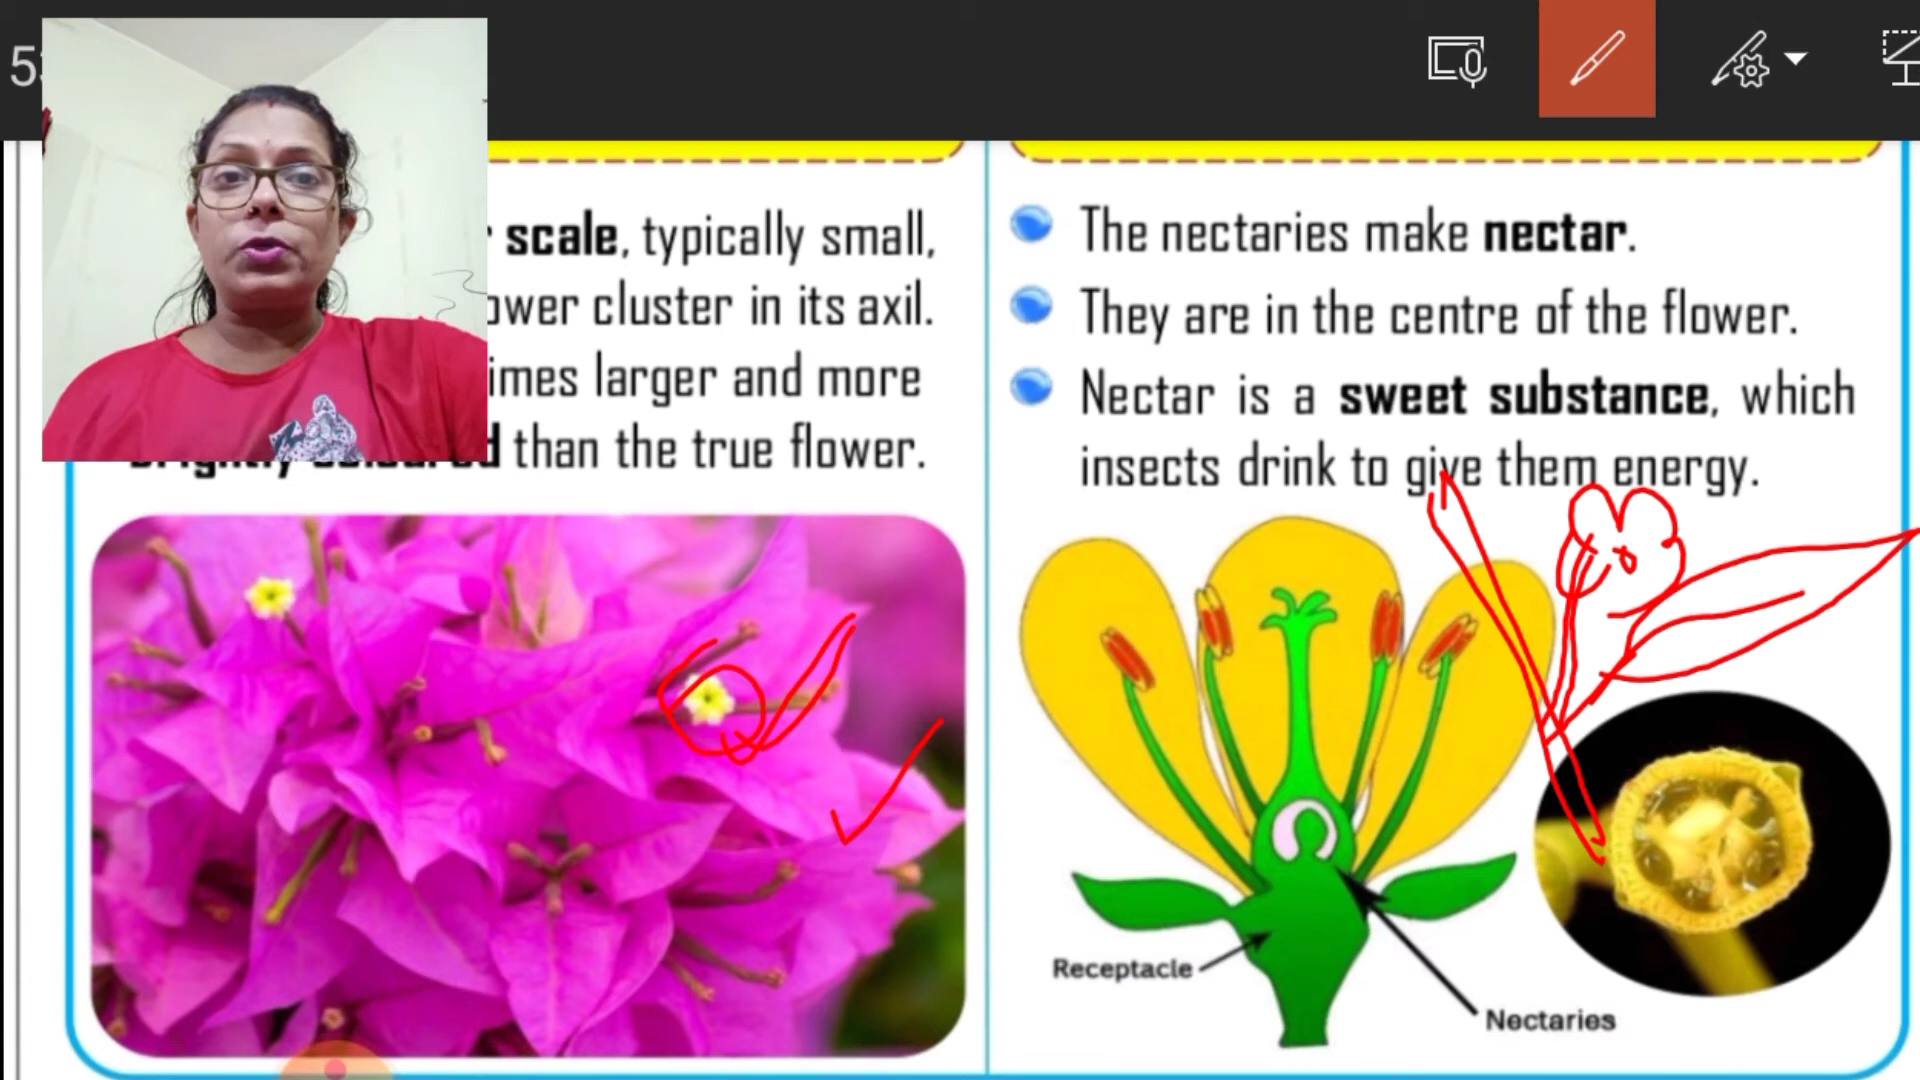 scale, typically small,
ower cluster in its axil.
imes larger and more
brightly coloured than the true flower.
The nectaries make nectar.
They are in the centre of the flower.
Nectar is a sweet substance, which
insects drink to give them energy.
Receptacle
Nectaries